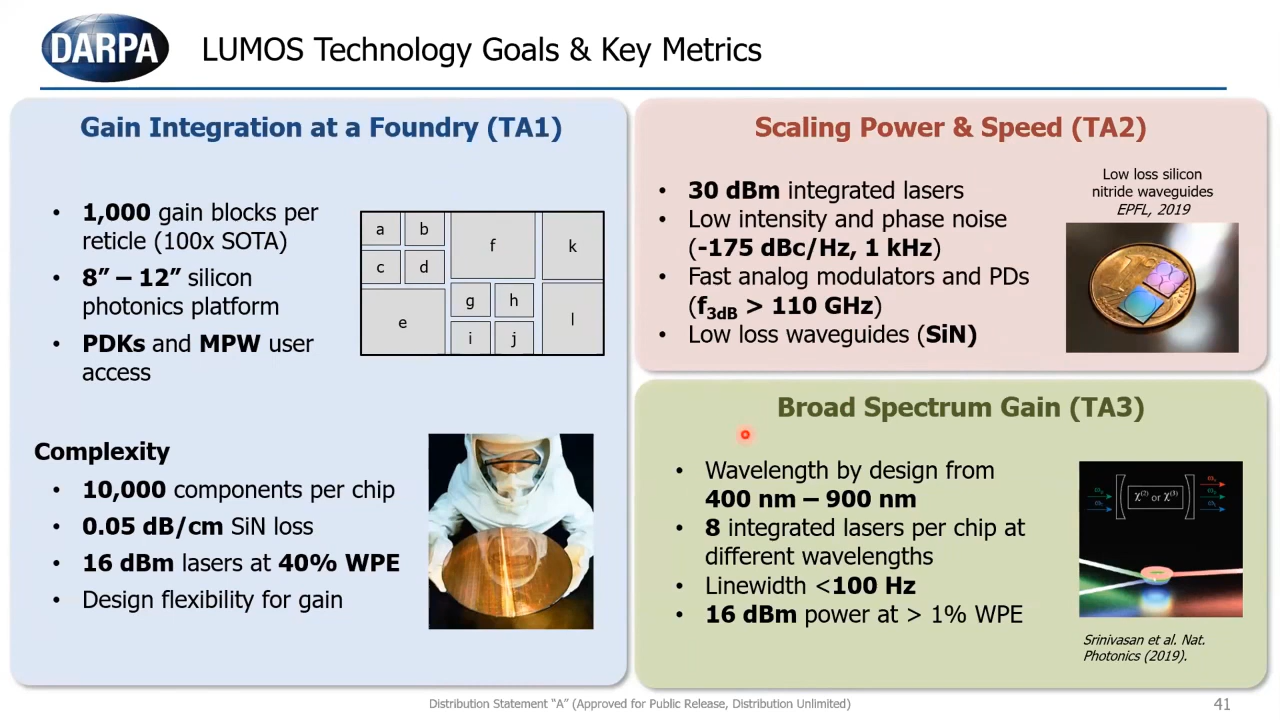 DARPA
LUMOS Technology Goals & Key Metrics
Gain Integration at a Foundry (TA1)
• 1,000 gain blocks per
reticle (100x SOTA)
• 8” – 12” silicon
photonics platform
• PDKs and MPW user
access
a b f k
c d
e g h l
i j
Complexity
• 10,000 components per chip
• 0.05 dB/cm SiN loss
• 16 dBm lasers at 40% WPE
• Design flexibility for gain
Scaling Power & Speed (TA2)
• 30 dBm integrated lasers
• Low intensity and phase noise
(-175 dBc/Hz, 1 kHz)
• Fast analog modulators and PDs
(f3dB > 110 GHz)
• Low loss waveguides (SiN)
Low loss silicon
nitride waveguides
EPFL, 2019
Broad Spectrum Gain (TA3)
• Wavelength by design from
400 nm – 900 nm
• 8 integrated lasers per chip at
different wavelengths
• Linewidth <100 Hz
• 16 dBm power at > 1% WPE
χ(2) or χ(3)
Srinivasan et al. Nat.
Photonics (2019).
Distribution Statement “A” (Approved for Public Release, Distribution Unlimited)
41